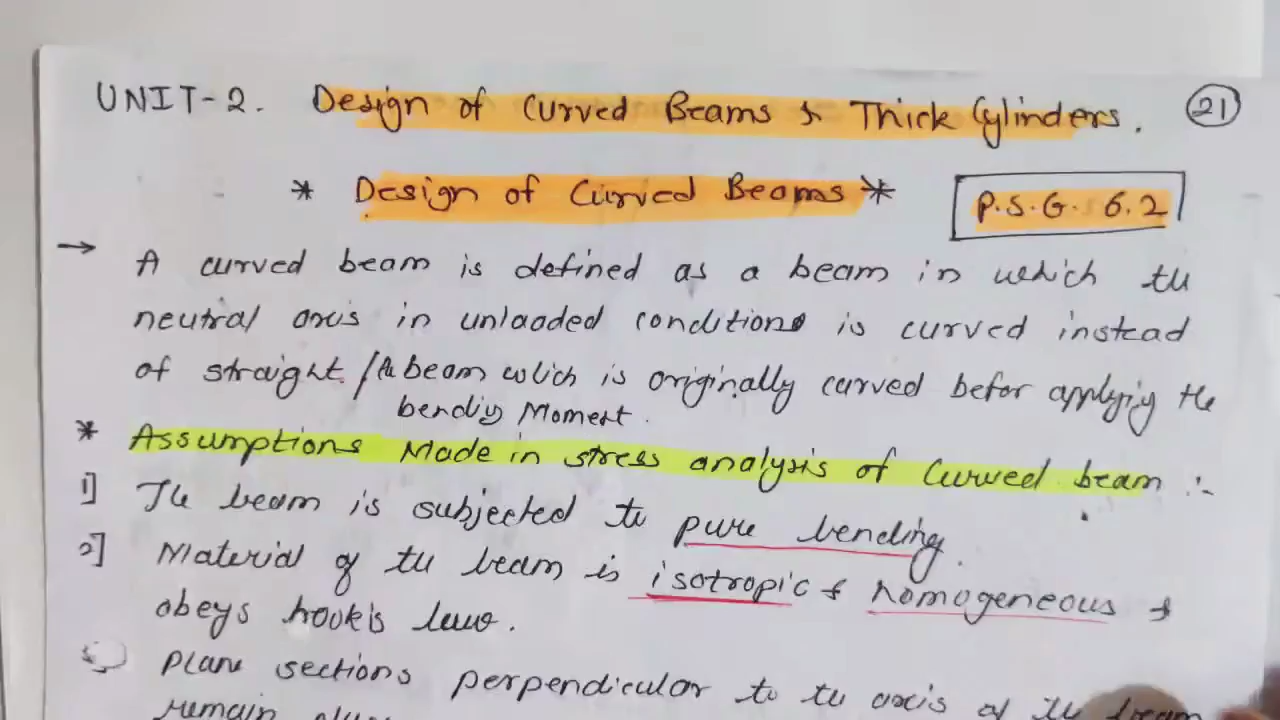 UNIT-2. Design of Curved Beams & Thick Cylinders. 21
* Design of Curved Beams * P.S.G. 6.2
→ A curved beam is defined as a beam in which the
neutral axis in unloaded condition is curved instead
of straight. / A beam which is originally curved befor applying the
bending Moment.
* Assumptions Made in stress analysis of Curved beam :-
1] The beam is subjected to pure bending.
2] Material of the beam is isotropic & homogeneous &
obeys hook's law.
Plane sections perpendicular to the axis of the beam
remain